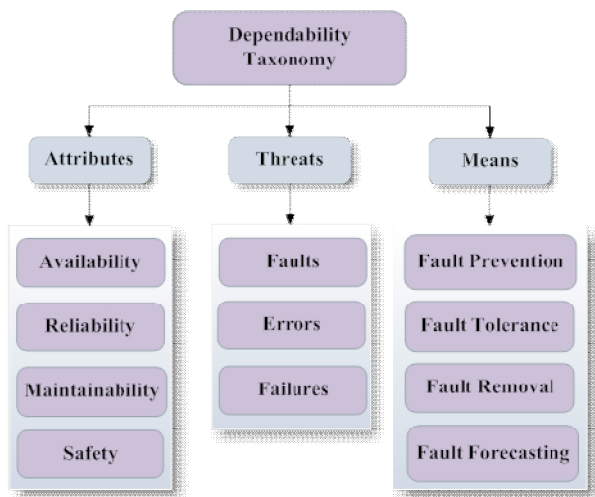 Dependability
Taxonomy
Attributes
Threats
Means
Availability
Reliability
Maintainability
Safety
Faults
Errors
Failures
Fault Prevention
Fault Tolerance
Fault Removal
Fault Forecasting